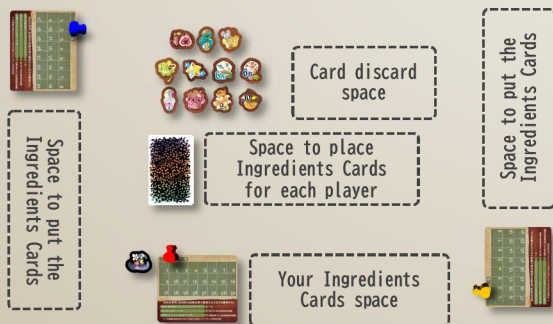 Card discard
space
Space to put the
Ingredients Cards
Space to place
Ingredients Cards
for each player
Space to put the
Ingredients Cards
Your Ingredients
Cards space